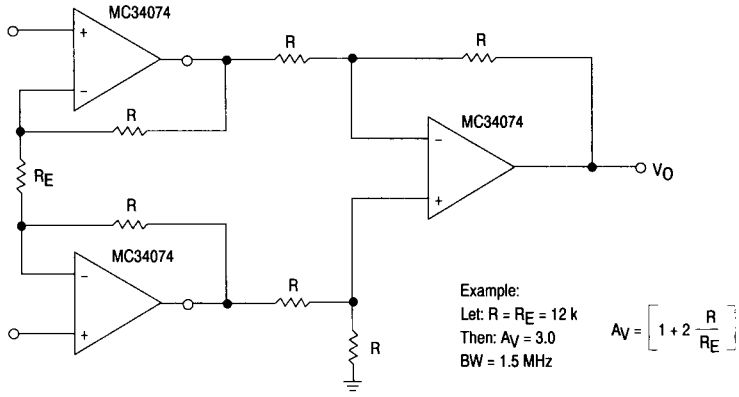 MC34074
+
−
R
R
R
R_E
R
MC34074
−
+
R
R
MC34074
−
+
V_O
Example:
Let: R = R_E = 12 k
Then: A_V = 3.0
BW = 1.5 MHz
A_V = [ 1 + 2 R / R_E ]